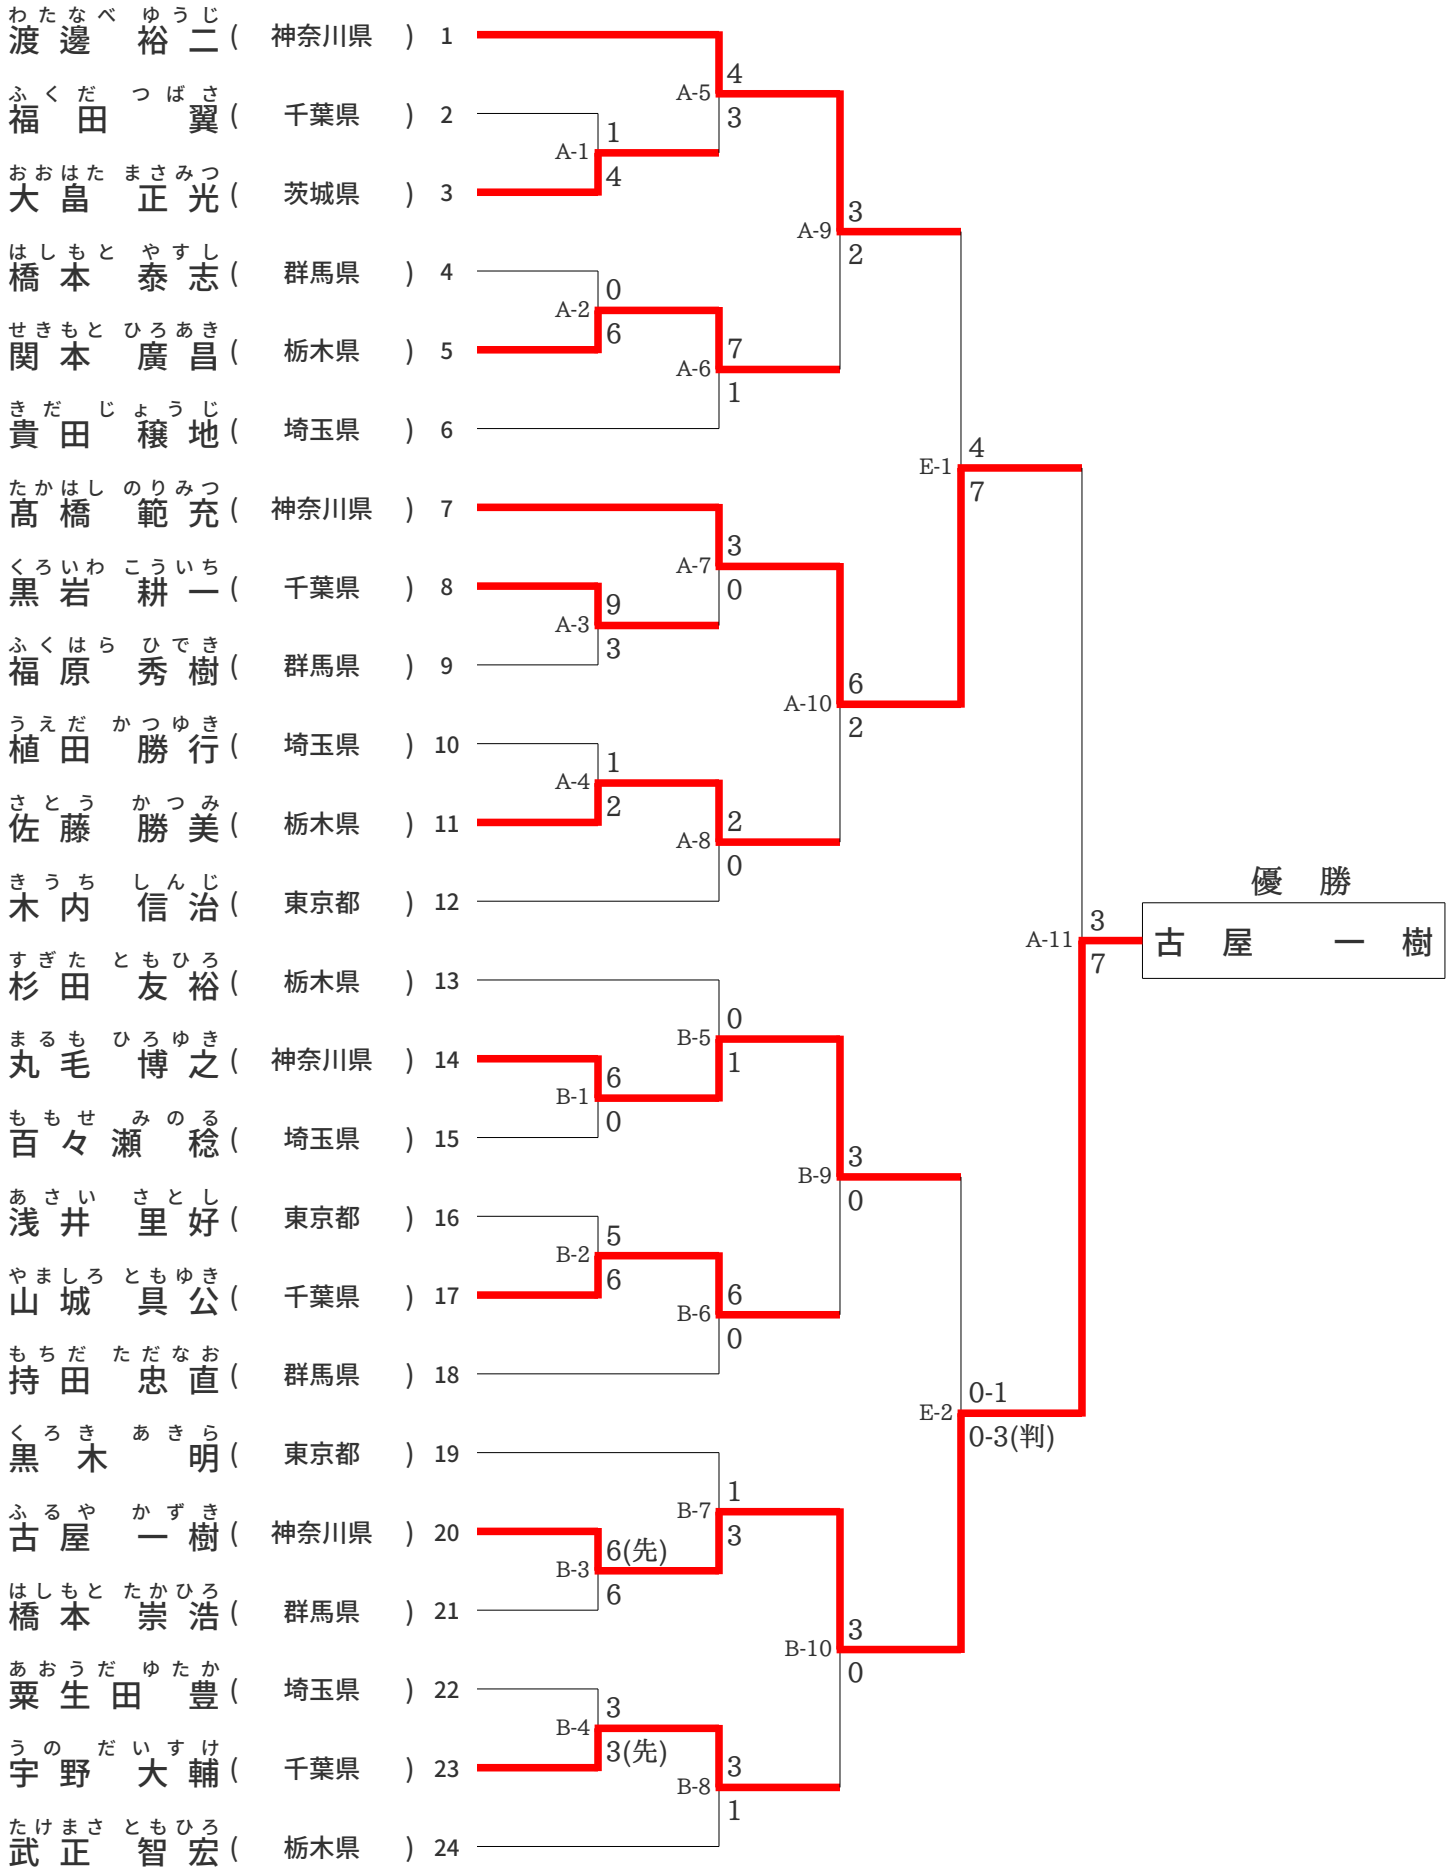 わたなべ ゆうじ
渡邊 裕二 ( 神奈川県 ) 1
ふくだ つばさ
福田 翼 ( 千葉県 ) 2
おおはた まさみつ
大畠 正光 ( 茨城県 ) 3
はしもと やすし
橋本 泰志 ( 群馬県 ) 4
せきもと ひろあき
関本 廣昌 ( 栃木県 ) 5
きだ じょうじ
貴田 穣地 ( 埼玉県 ) 6
たかはし のりみつ
髙橋 範充 ( 神奈川県 ) 7
くろいわ こういち
黒岩 耕一 ( 千葉県 ) 8
ふくはら ひでき
福原 秀樹 ( 群馬県 ) 9
うえだ かつゆき
植田 勝行 ( 埼玉県 ) 10
さとう かつみ
佐藤 勝美 ( 栃木県 ) 11
きうち しんじ
木内 信治 ( 東京都 ) 12
すぎた ともひろ
杉田 友裕 ( 栃木県 ) 13
まるも ひろゆき
丸毛 博之 ( 神奈川県 ) 14
ももせ みのる
百々瀬 稔 ( 埼玉県 ) 15
あさい さとし
浅井 里好 ( 東京都 ) 16
やましろ ともゆき
山城 具公 ( 千葉県 ) 17
もちだ ただなお
持田 忠直 ( 群馬県 ) 18
くろき あきら
黒木 明 ( 東京都 ) 19
ふるや かずき
古屋 一樹 ( 神奈川県 ) 20
はしもと たかひろ
橋本 崇浩 ( 群馬県 ) 21
あおうだ ゆたか
粟生田 豊 ( 埼玉県 ) 22
うの だいすけ
宇野 大輔 ( 千葉県 ) 23
たけまさ ともひろ
武正 智宏 ( 栃木県 ) 24
1
A-1
4
0
A-2
6
9
A-3
3
1
A-4
2
6
B-1
0
5
B-2
6
6(先)
B-3
6
3
B-4
3(先)
4
A-5
3
7
A-6
1
3
A-7
0
2
A-8
0
0
B-5
1
6
B-6
0
1
B-7
3
3
B-8
1
3
A-9
2
6
A-10
2
3
B-9
0
3
B-10
0
4
E-1
7
0-1
E-2
0-3(判)
3
A-11
7
優勝
古屋 一樹